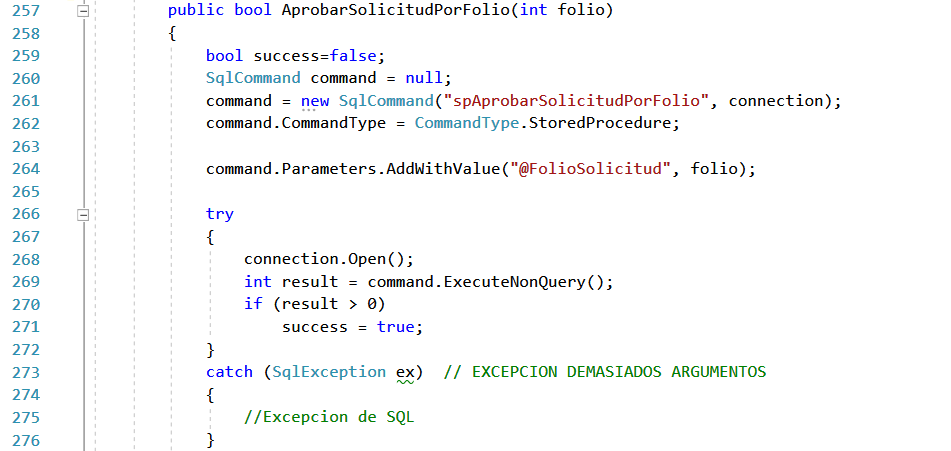 257 public bool AprobarSolicitudPorFolio(int folio)
258 {
259 bool success=false;
260 SqlCommand command = null;
261 command = new SqlCommand("spAprobarSolicitudPorFolio", connection);
262 command.CommandType = CommandType.StoredProcedure;
263
264 command.Parameters.AddWithValue("@FolioSolicitud", folio);
265
266 try
267 {
268 connection.Open();
269 int result = command.ExecuteNonQuery();
270 if (result > 0)
271 success = true;
272 }
273 catch (SqlException ex) // EXCEPCION DEMASIADOS ARGUMENTOS
274 {
275 //Excepcion de SQL
276 }